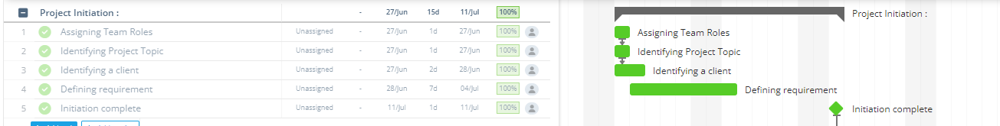 Project Initiation : - 27/Jun 15d 11/Jul 100% Project Initiation :
1 Assigning Team Roles Unassigned - 27/Jun 1d 27/Jun 100% Assigning Team Roles
2 Identifying Project Topic Unassigned - 27/Jun 1d 27/Jun 100% Identifying Project Topic
3 Identifying a client Unassigned - 27/Jun 2d 28/Jun 100% Identifying a client
4 Defining requirement Unassigned - 28/Jun 7d 04/Jul 100% Defining requirement
5 Initiation complete Unassigned - 11/Jul 1d 11/Jul 100% Initiation complete